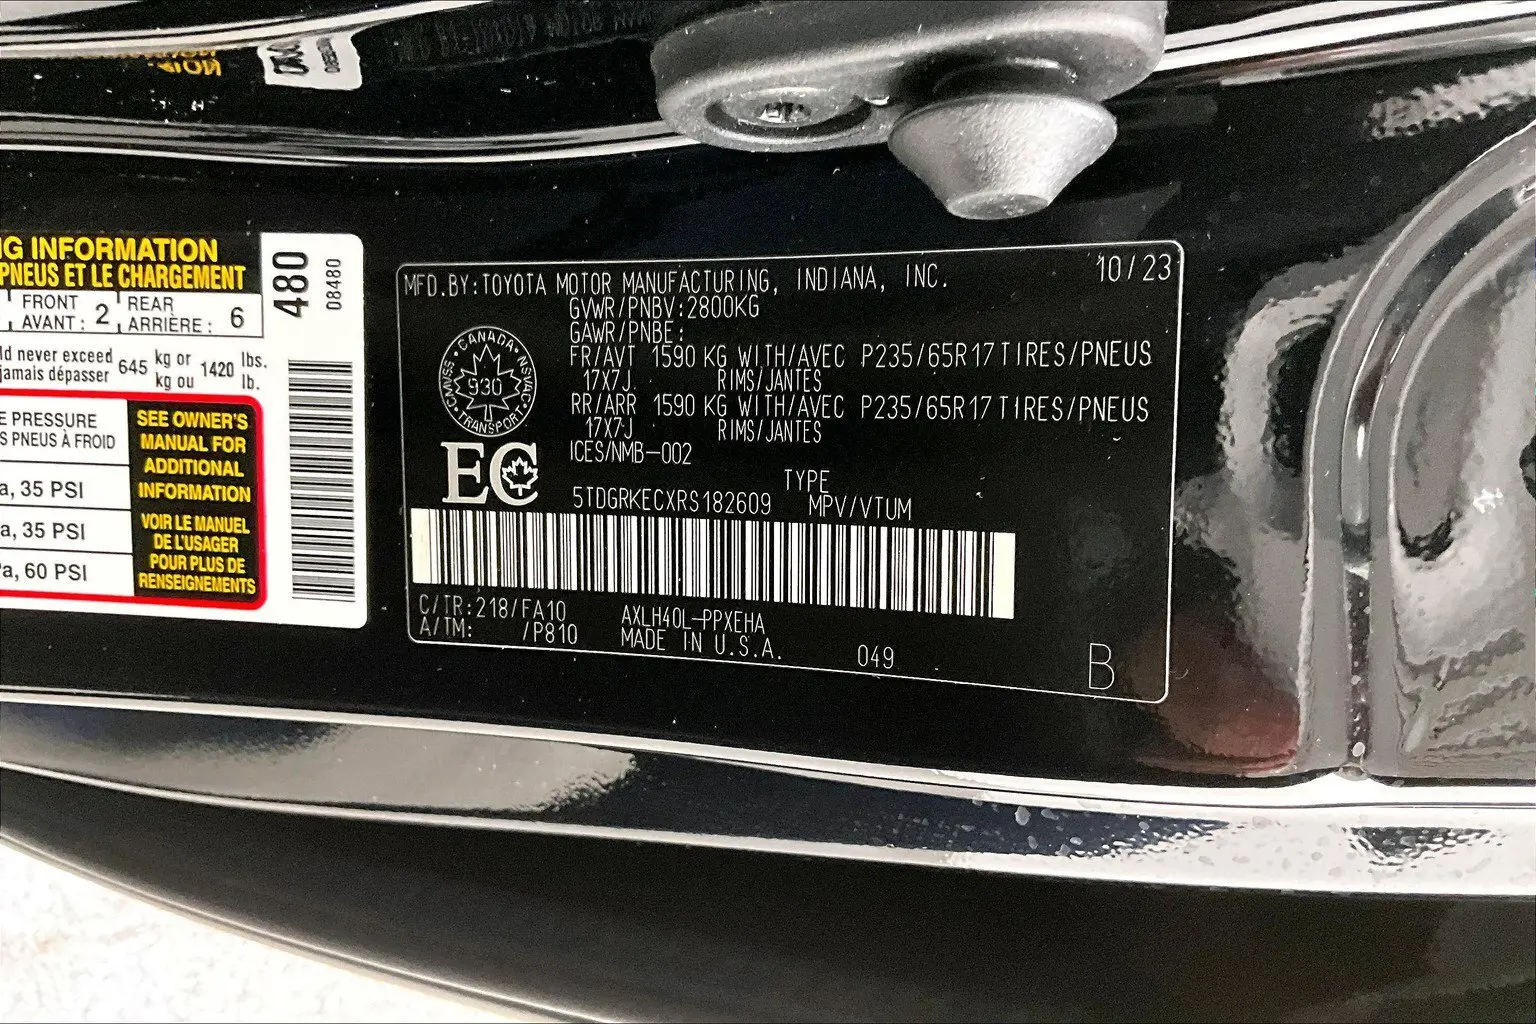 NG INFORMATION
PNEUS ET LE CHARGEMENT
FRONT
AVANT : 2
REAR
ARRIÈRE : 6
ld never exceed
jamais dépasser
645
kg or
kg ou
1420
lbs.
lb.
E PRESSURE
S PNEUS À FROID
a, 35 PSI
a, 35 PSI
Pa, 60 PSI
SEE OWNER'S
MANUAL FOR
ADDITIONAL
INFORMATION
VOIR LE MANUEL
DE L'USAGER
POUR PLUS DE
RENSEIGNEMENTS
480
08480
MFD.BY:TOYOTA MOTOR MANUFACTURING, INDIANA, INC. 10/23
GVWR/PNBV:2800KG
GAWR/PNBE:
FR/AVT 1590 KG WITH/AVEC P235/65R17TIRES/PNEUS
17X7J RIMS/JANTES
RR/ARR 1590 KG WITH/AVEC P235/65R17TIRES/PNEUS
17X7J RIMS/JANTES
ICES/NMB-002
CANADA
930
TRANSPORT
EC
TYPE
5TDGRKECXRS182609 MPV/VTUM
C/TR:218/FA10 AXLH40L-PPXEHA
A/TM: /P810 MADE IN U.S.A. 049
B